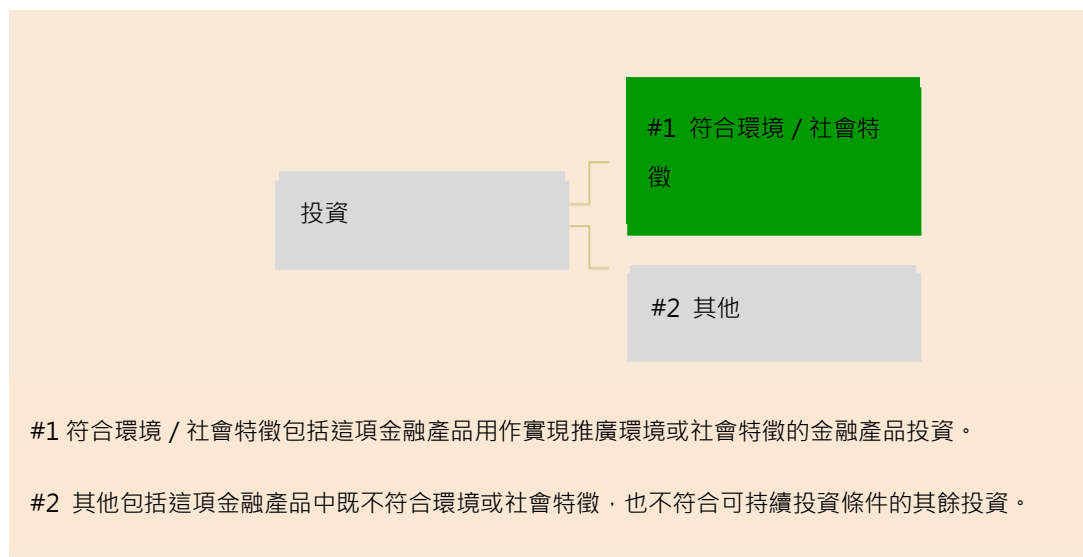 #1 符合環境 / 社會特
徵
投資
#2 其他
#1 符合環境 / 社會特徵包括這項金融產品用作實現推廣環境或社會特徵的金融產品投資。
#2 其他包括這項金融產品中既不符合環境或社會特徵，也不符合可持續投資條件的其餘投資。